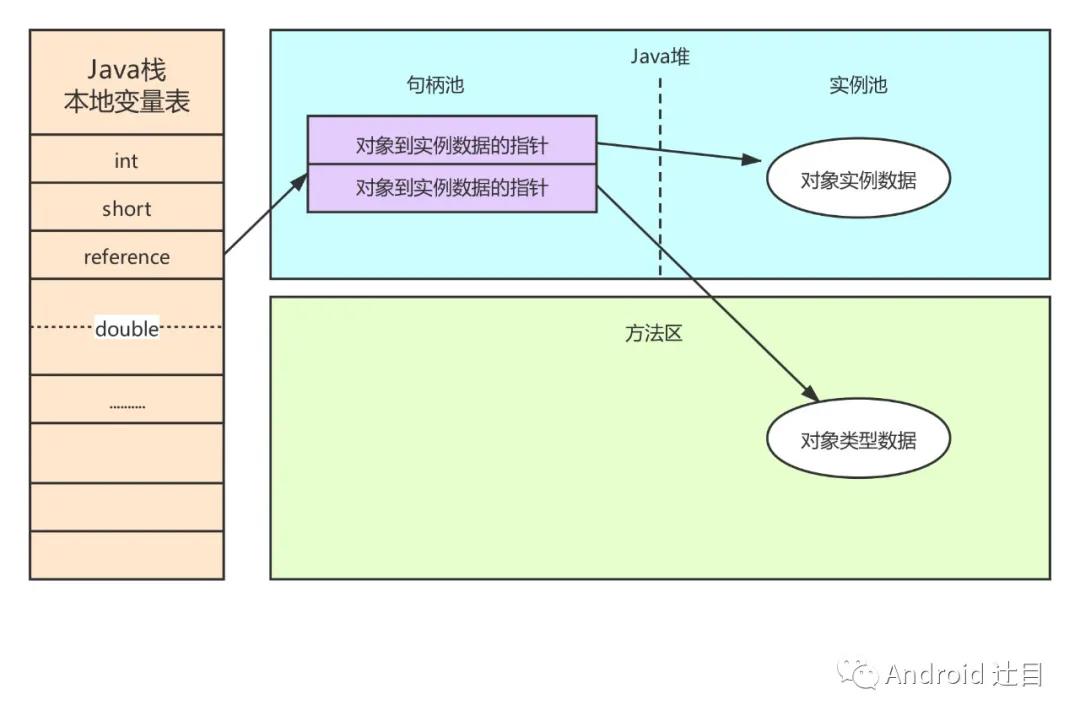 Java栈
本地变量表
int
short
reference
double
..........
Java堆
句柄池
实例池
对象到实例数据的指针
对象到实例数据的指针
对象实例数据
方法区
对象类型数据
Android 过目